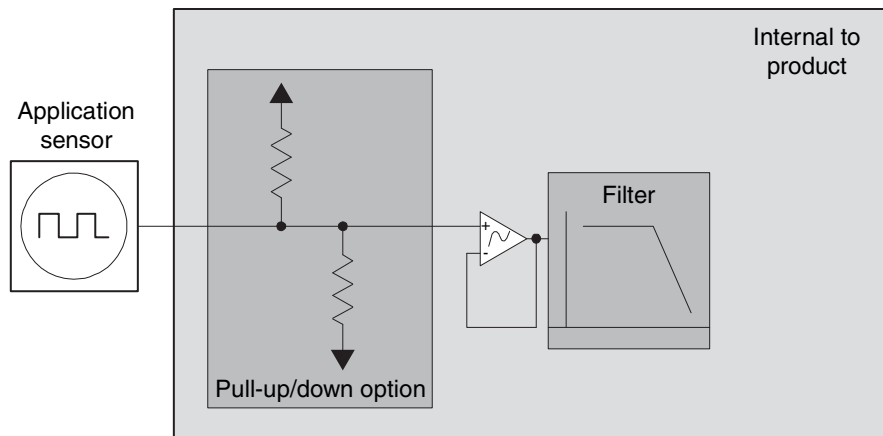 Internal to
product
Application
sensor
Filter
+
-
Pull-up/down option